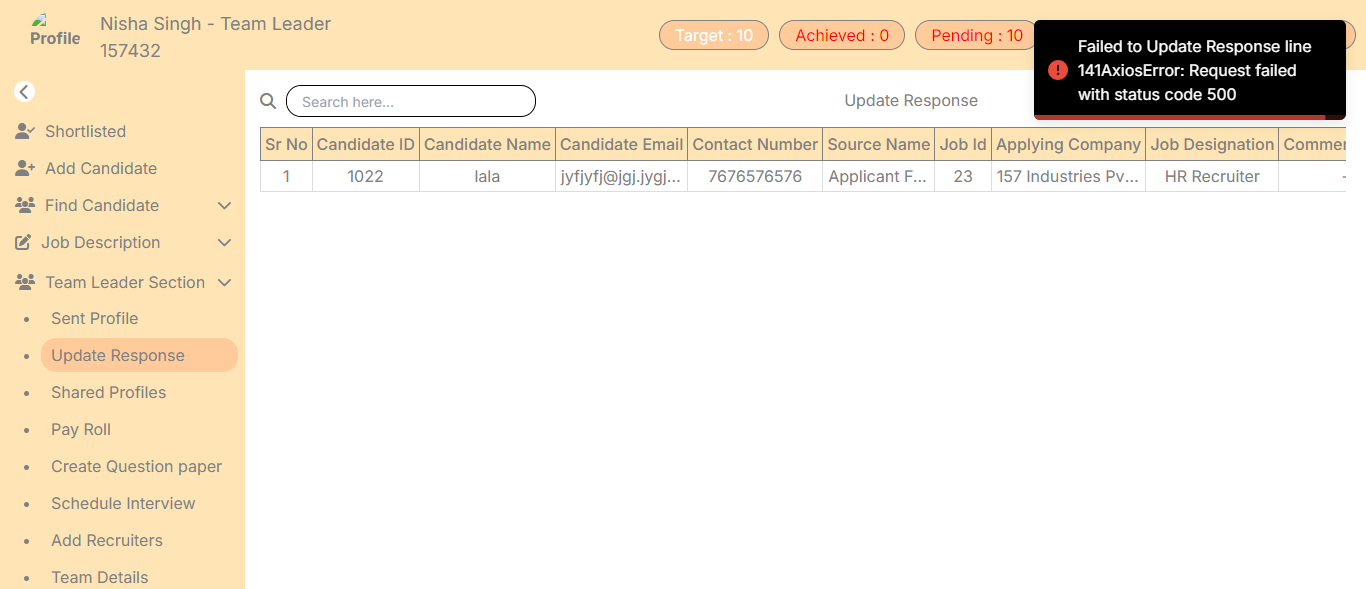 Profile
Nisha Singh - Team Leader
157432
Target : 10
Achieved : 0
Pending : 10
Failed to Update Response line
141AxiosError: Request failed
with status code 500
Shortlisted
Add Candidate
Find Candidate
Job Description
Team Leader Section
Sent Profile
Update Response
Shared Profiles
Pay Roll
Create Question paper
Schedule Interview
Add Recruiters
Team Details
Search here...
Update Response
Sr No Candidate ID Candidate Name Candidate Email Contact Number Source Name Job Id Applying Company Job Designation
1 1022 lala jyfjyfj@jgj.jygj... 7676576576 Applicant F... 23 157 Industries Pv... HR Recruiter -